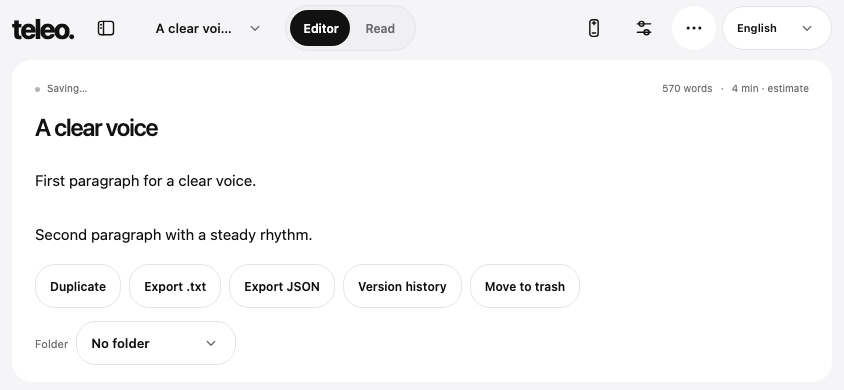 teleo.
A clear voi...
Editor
Read
English
Saving...
570 words · 4 min · estimate
A clear voice
First paragraph for a clear voice.
Second paragraph with a steady rhythm.
Duplicate
Export .txt
Export JSON
Version history
Move to trash
Folder
No folder